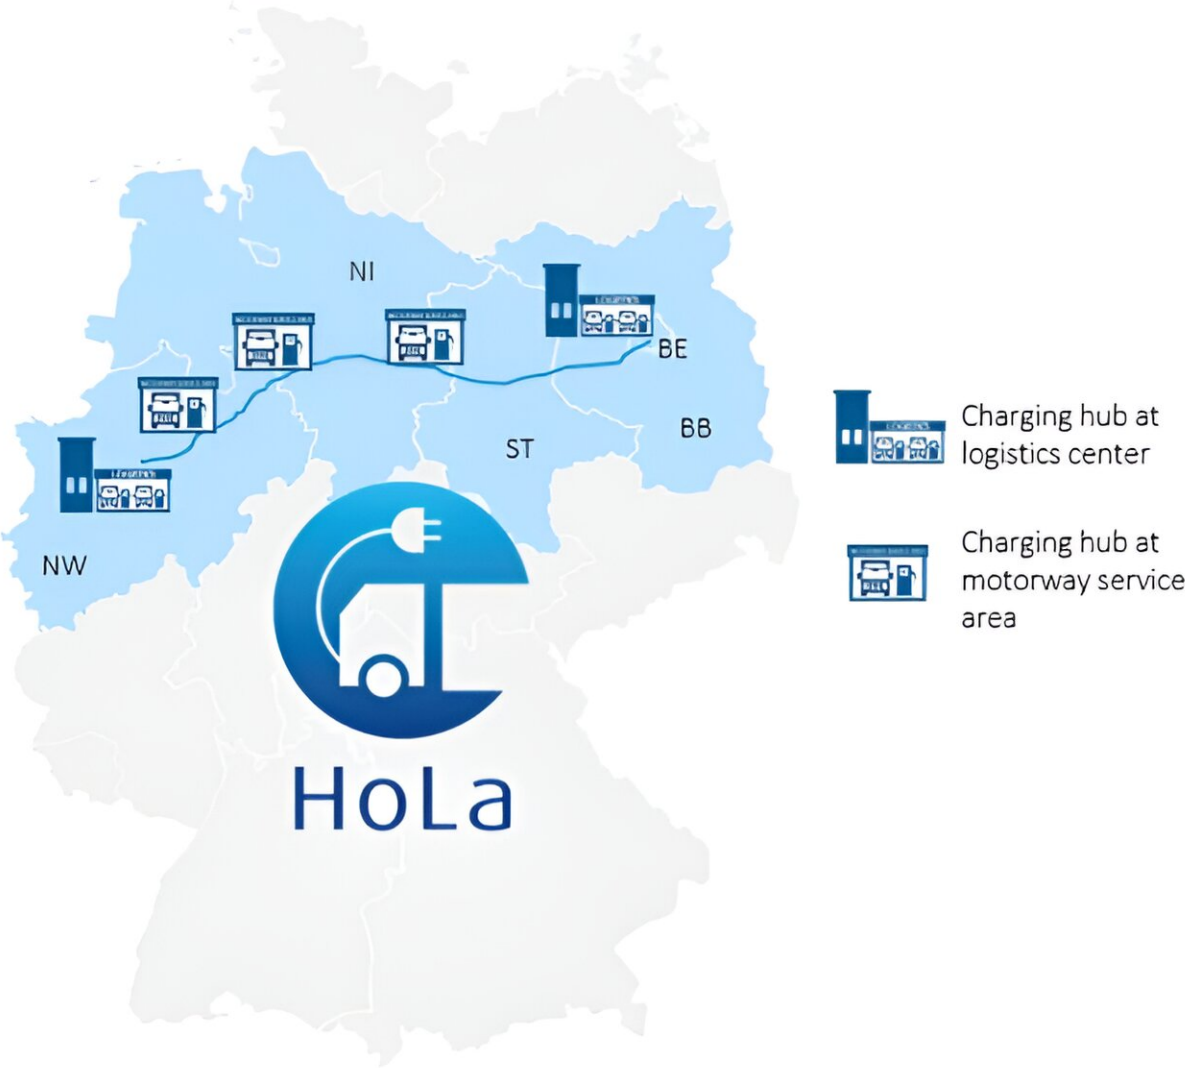 NI
BE
BB
ST
NW
Charging hub at
logistics center
Charging hub at
motorway service
area
HoLa